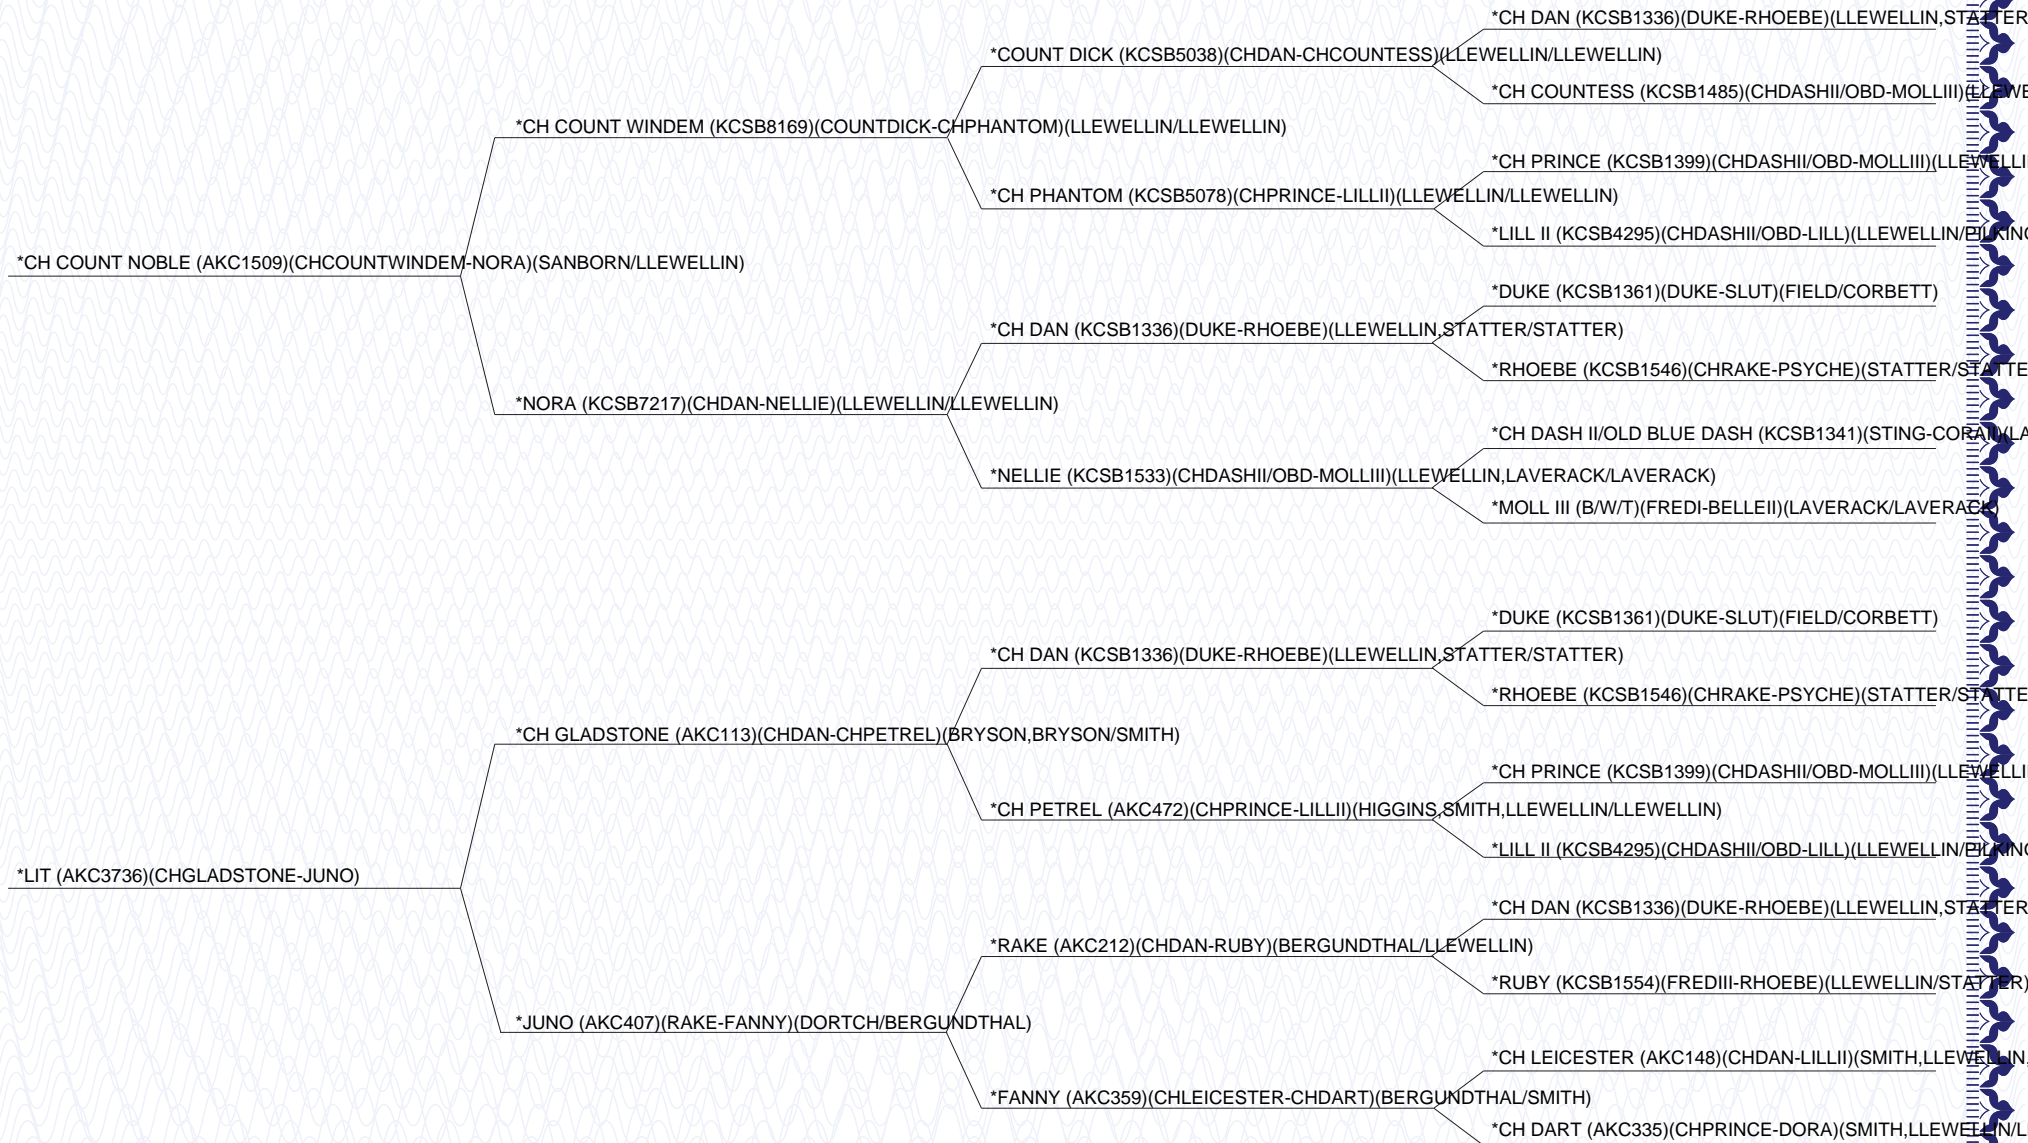 *CH DAN (KCSB1336)(DUKE-RHOEBE)(LLEWELLIN,STATTER
*COUNT DICK (KCSB5038)(CHDAN-CHCOUNTESS)(LLEWELLIN/LLEWELLIN)
*CH COUNTESS (KCSB1485)(CHDASHII/OBD-MOLLIII)(LLEWE
*CH COUNT WINDEM (KCSB8169)(COUNTDICK-CHPHANTOM)(LLEWELLIN/LLEWELLIN)
*CH PRINCE (KCSB1399)(CHDASHII/OBD-MOLLIII)(LLEWELLI
*CH PHANTOM (KCSB5078)(CHPRINCE-LILLII)(LLEWELLIN/LLEWELLIN)
*LILL II (KCSB4295)(CHDASHII/OBD-LILL)(LLEWELLIN/PILKING
*CH COUNT NOBLE (AKC1509)(CHCOUNTWINDEM-NORA)(SANBORN/LLEWELLIN)
*DUKE (KCSB1361)(DUKE-SLUT)(FIELD/CORBETT)
*CH DAN (KCSB1336)(DUKE-RHOEBE)(LLEWELLIN,STATTER/STATTER)
*RHOEBE (KCSB1546)(CHRAKE-PSYCHE)(STATTER/STATTE
*NORA (KCSB7217)(CHDAN-NELLIE)(LLEWELLIN/LLEWELLIN)
*CH DASH II/OLD BLUE DASH (KCSB1341)(STING-CORAII)(LA
*NELLIE (KCSB1533)(CHDASHII/OBD-MOLLIII)(LLEWELLIN,LAVERACK/LAVERACK)
*MOLL III (B/W/T)(FREDI-BELLEII)(LAVERACK/LAVERACK)
*DUKE (KCSB1361)(DUKE-SLUT)(FIELD/CORBETT)
*CH DAN (KCSB1336)(DUKE-RHOEBE)(LLEWELLIN,STATTER/STATTER)
*RHOEBE (KCSB1546)(CHRAKE-PSYCHE)(STATTER/STATTE
*CH GLADSTONE (AKC113)(CHDAN-CHPETREL)(BRYSON,BRYSON/SMITH)
*CH PRINCE (KCSB1399)(CHDASHII/OBD-MOLLIII)(LLEWELLI
*CH PETREL (AKC472)(CHPRINCE-LILLII)(HIGGINS,SMITH,LLEWELLIN/LLEWELLIN)
*LILL II (KCSB4295)(CHDASHII/OBD-LILL)(LLEWELLIN/PILKING
*LIT (AKC3736)(CHGLADSTONE-JUNO)
*CH DAN (KCSB1336)(DUKE-RHOEBE)(LLEWELLIN,STATTER
*RAKE (AKC212)(CHDAN-RUBY)(BERGUNDTHAL/LLEWELLIN)
*RUBY (KCSB1554)(FREDIII-RHOEBE)(LLEWELLIN/STATTER)
*JUNO (AKC407)(RAKE-FANNY)(DORTCH/BERGUNDTHAL)
*CH LEICESTER (AKC148)(CHDAN-LILLII)(SMITH,LLEWELLIN,
*FANNY (AKC359)(CHLEICESTER-CHDART)(BERGUNDTHAL/SMITH)
*CH DART (AKC335)(CHPRINCE-DORA)(SMITH,LLEWELLIN/LL